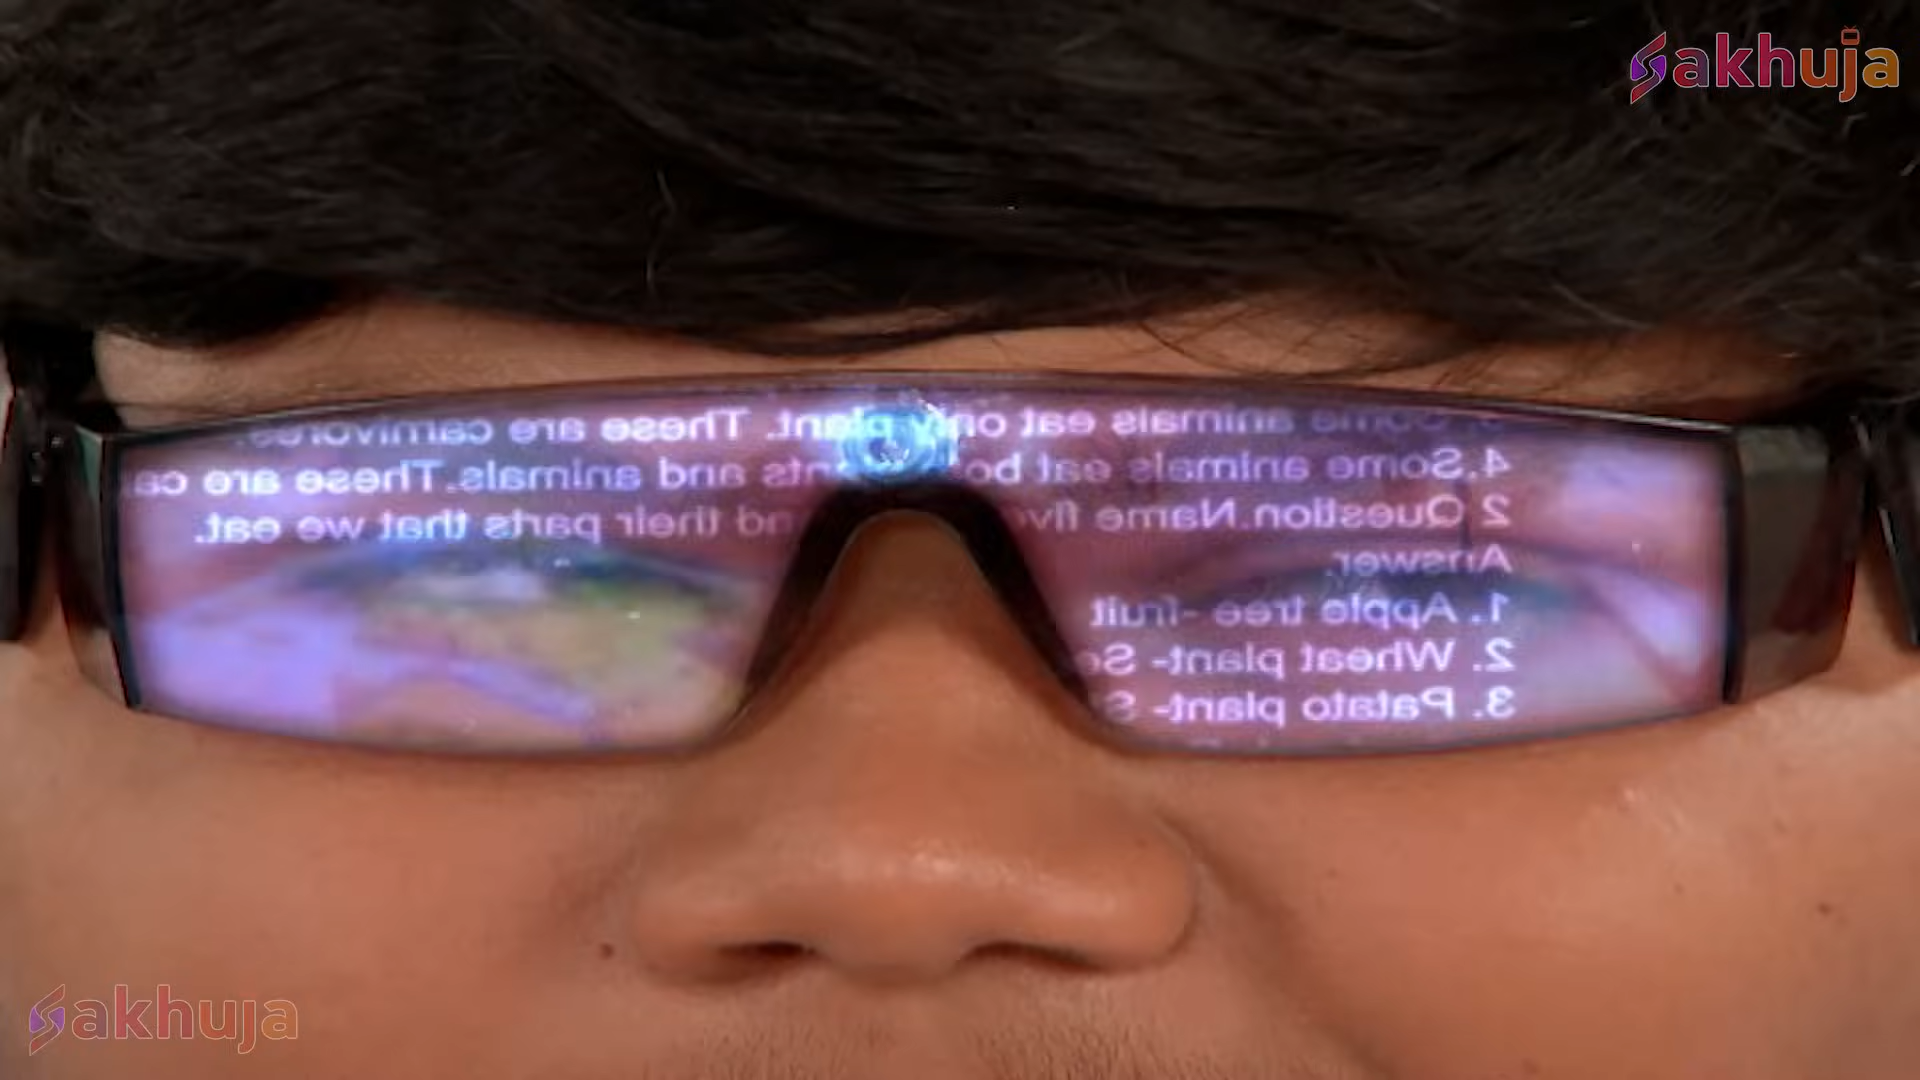 Sakhuja
Some animals eat only plant. These are carnivores.
4.Some animals eat bo nts and animals.These are ca
2 Question.Name fiv nd their parts that we eat.
Answer
1. Apple tree -fruit
2. Wheat plant- Se
3. Patato plant- S
Sakhuja